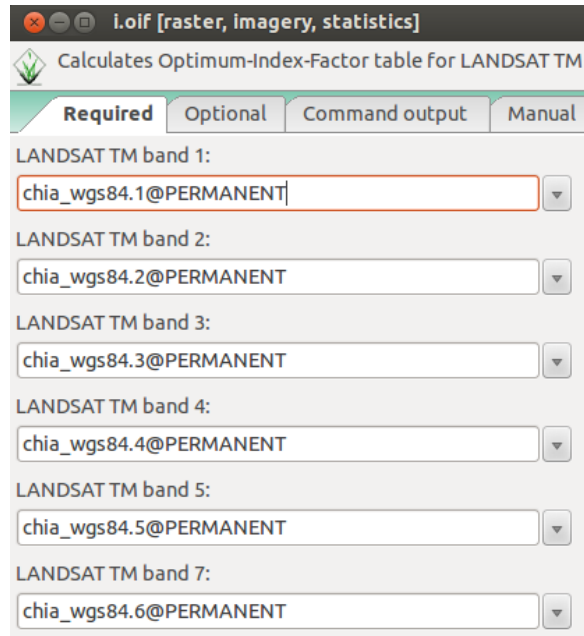 i.oif [raster, imagery, statistics]
Calculates Optimum-Index-Factor table for LANDSAT TM
Required Optional Command output Manual
LANDSAT TM band 1:
chia_wgs84.1@PERMANENT
LANDSAT TM band 2:
chia_wgs84.2@PERMANENT
LANDSAT TM band 3:
chia_wgs84.3@PERMANENT
LANDSAT TM band 4:
chia_wgs84.4@PERMANENT
LANDSAT TM band 5:
chia_wgs84.5@PERMANENT
LANDSAT TM band 7:
chia_wgs84.6@PERMANENT